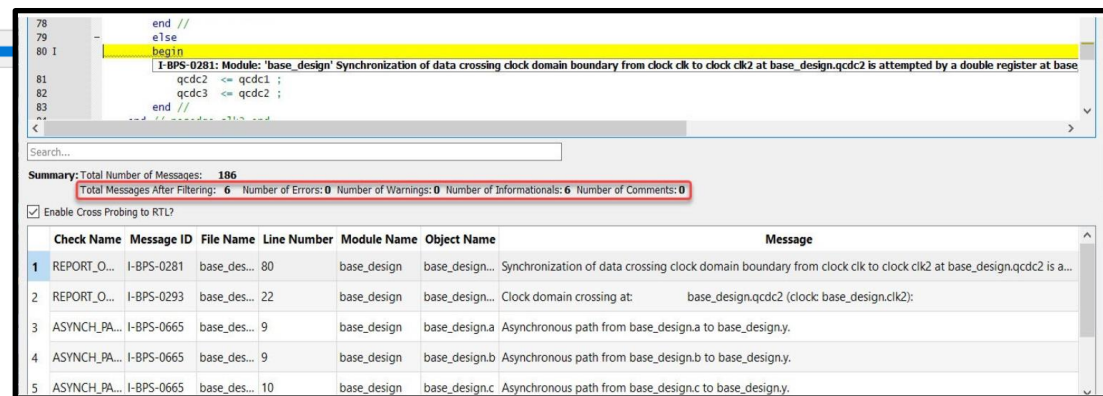 78 end //
79 - else
80 I begin
I-BPS-0281: Module: 'base_design' Synchronization of data crossing clock domain boundary from clock clk to clock clk2 at base_design.qcdc2 is attempted by a double register at base
81 qcdc2 <= qcdc1 ;
82 qcdc3 <= qcdc2 ;
83 end //
Search...
Summary: Total Number of Messages: 186
Total Messages After Filtering: 6 Number of Errors: 0 Number of Warnings: 0 Number of Informationals: 6 Number of Comments: 0
Enable Cross Probing to RTL?
Check Name Message ID File Name Line Number Module Name Object Name Message
1 REPORT_O... I-BPS-0281 base_des... 80 base_design base_design... Synchronization of data crossing clock domain boundary from clock clk to clock clk2 at base_design.qcdc2 is a...
2 REPORT_O... I-BPS-0293 base_des... 22 base_design base_design... Clock domain crossing at: base_design.qcdc2 (clock: base_design.clk2):
3 ASYNCH_PA... I-BPS-0665 base_des... 9 base_design base_design.a Asynchronous path from base_design.a to base_design.y.
4 ASYNCH_PA... I-BPS-0665 base_des... 9 base_design base_design.b Asynchronous path from base_design.b to base_design.y.
5 ASYNCH_PA... I-BPS-0665 base_des... 10 base_design base_design.c Asynchronous path from base_design.c to base_design.y.